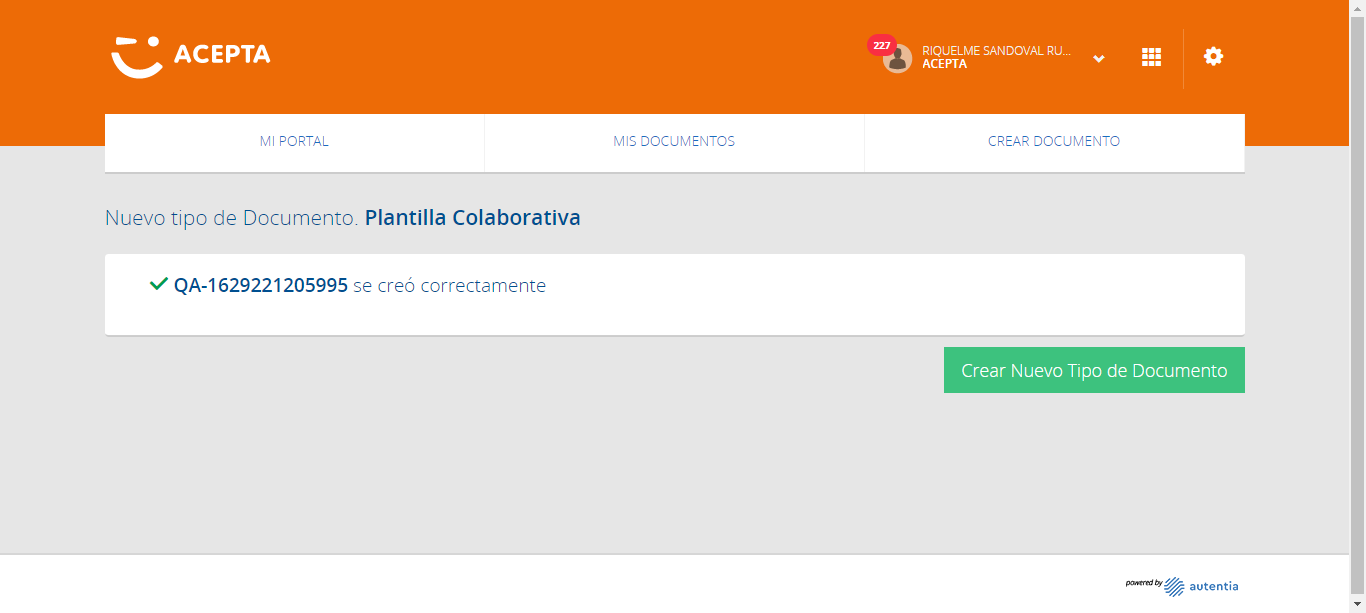 ACEPTA
227
RIQUELME SANDOVAL RU...
ACEPTA
MI PORTAL
MIS DOCUMENTOS
CREAR DOCUMENTO
Nuevo tipo de Documento. Plantilla Colaborativa
QA-1629221205995 se creó correctamente
Crear Nuevo Tipo de Documento
powered by autentia